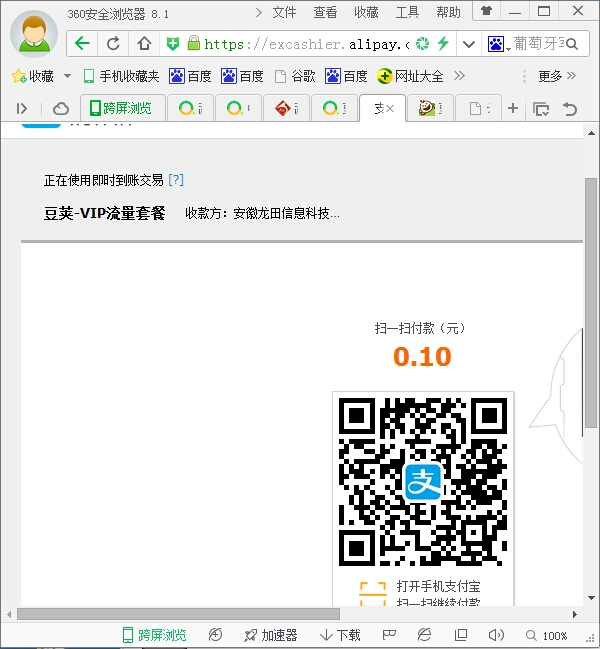 360安全浏览器 8.1
文件 查看 收藏 工具 帮助
https://excashier.alipay.c
葡萄牙
收藏 手机收藏夹 百度 百度 谷歌 百度 网址大全 更多
跨屏浏览
正在使用即时到账交易 [?]
豆荚-VIP流量套餐 收款方：安徽龙田信息科技...
扫一扫付款（元）
0.10
支
打开手机支付宝
扫一扫继续付款
跨屏浏览 加速器 下载 100%